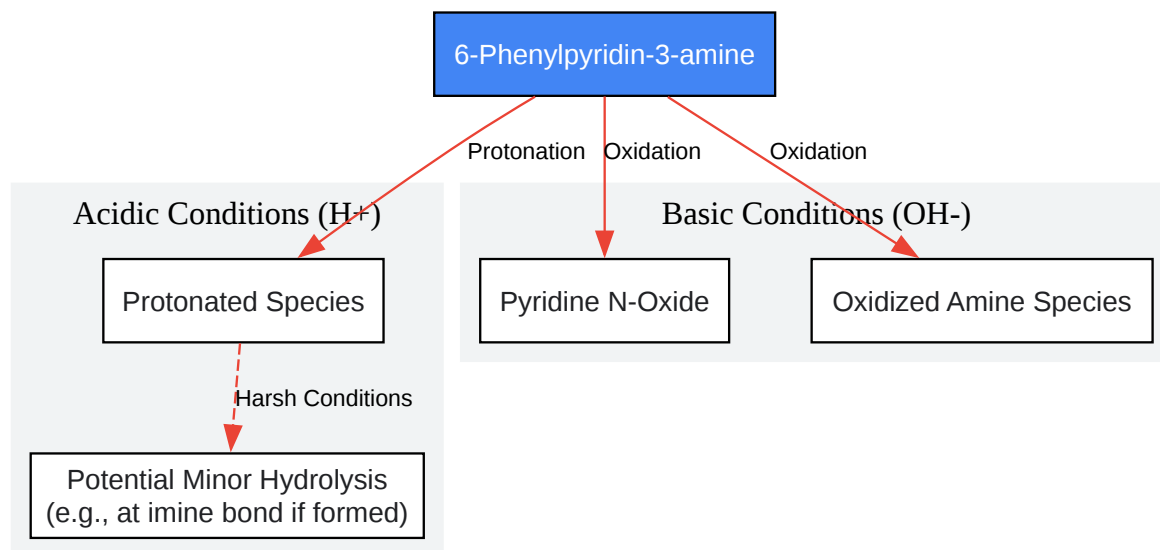 6-Phenylpyridin-3-amine
Protonation
Oxidation
Oxidation
Acidic Conditions (H+)
Basic Conditions (OH-)
Protonated Species
Pyridine N-Oxide
Oxidized Amine Species
Harsh Conditions
Potential Minor Hydrolysis
(e.g., at imine bond if formed)